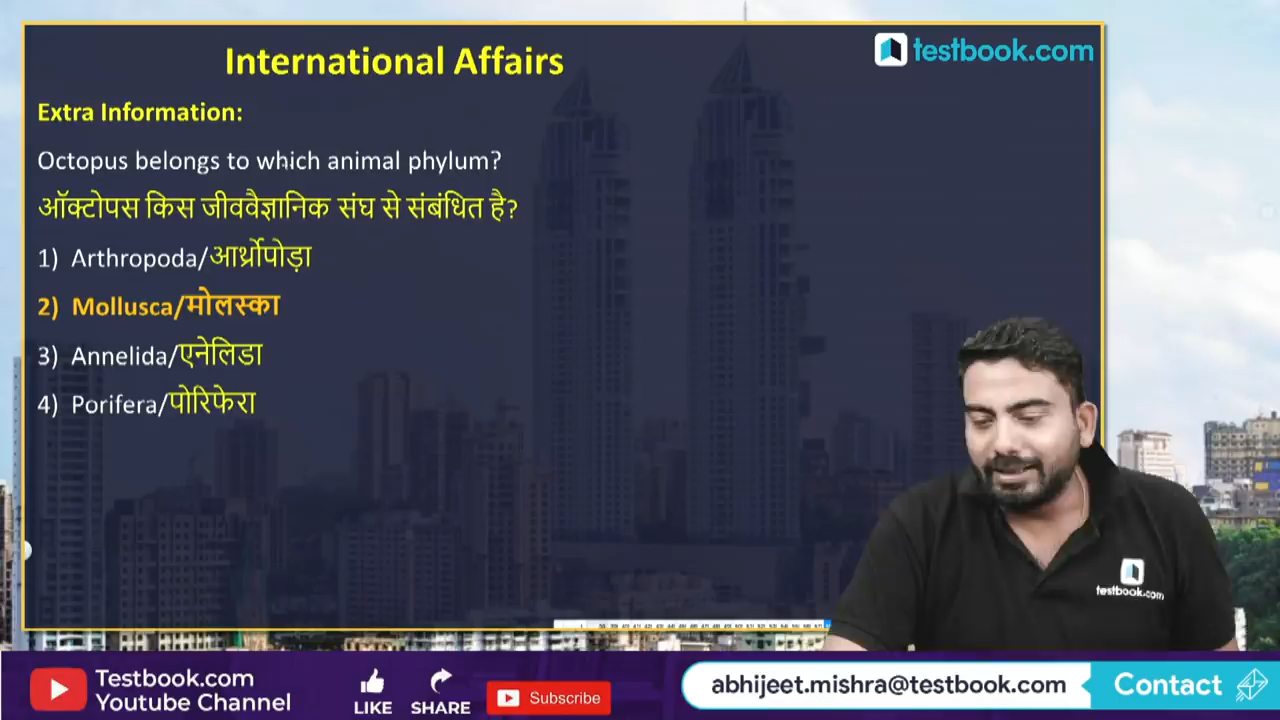 International Affairs
testbook.com
Extra Information:
Octopus belongs to which animal phylum?
ऑक्टोपस किस जीववैज्ञानिक संघ से संबंधित है?
1) Arthropoda/आर्थ्रोपोड़ा
2) Mollusca/मोलस्का
3) Annelida/एनेलिडा
4) Porifera/पोरिफेरा
testbook.com
Testbook.com
Youtube Channel
LIKE
SHARE
Subscribe
abhijeet.mishra@testbook.com
Contact